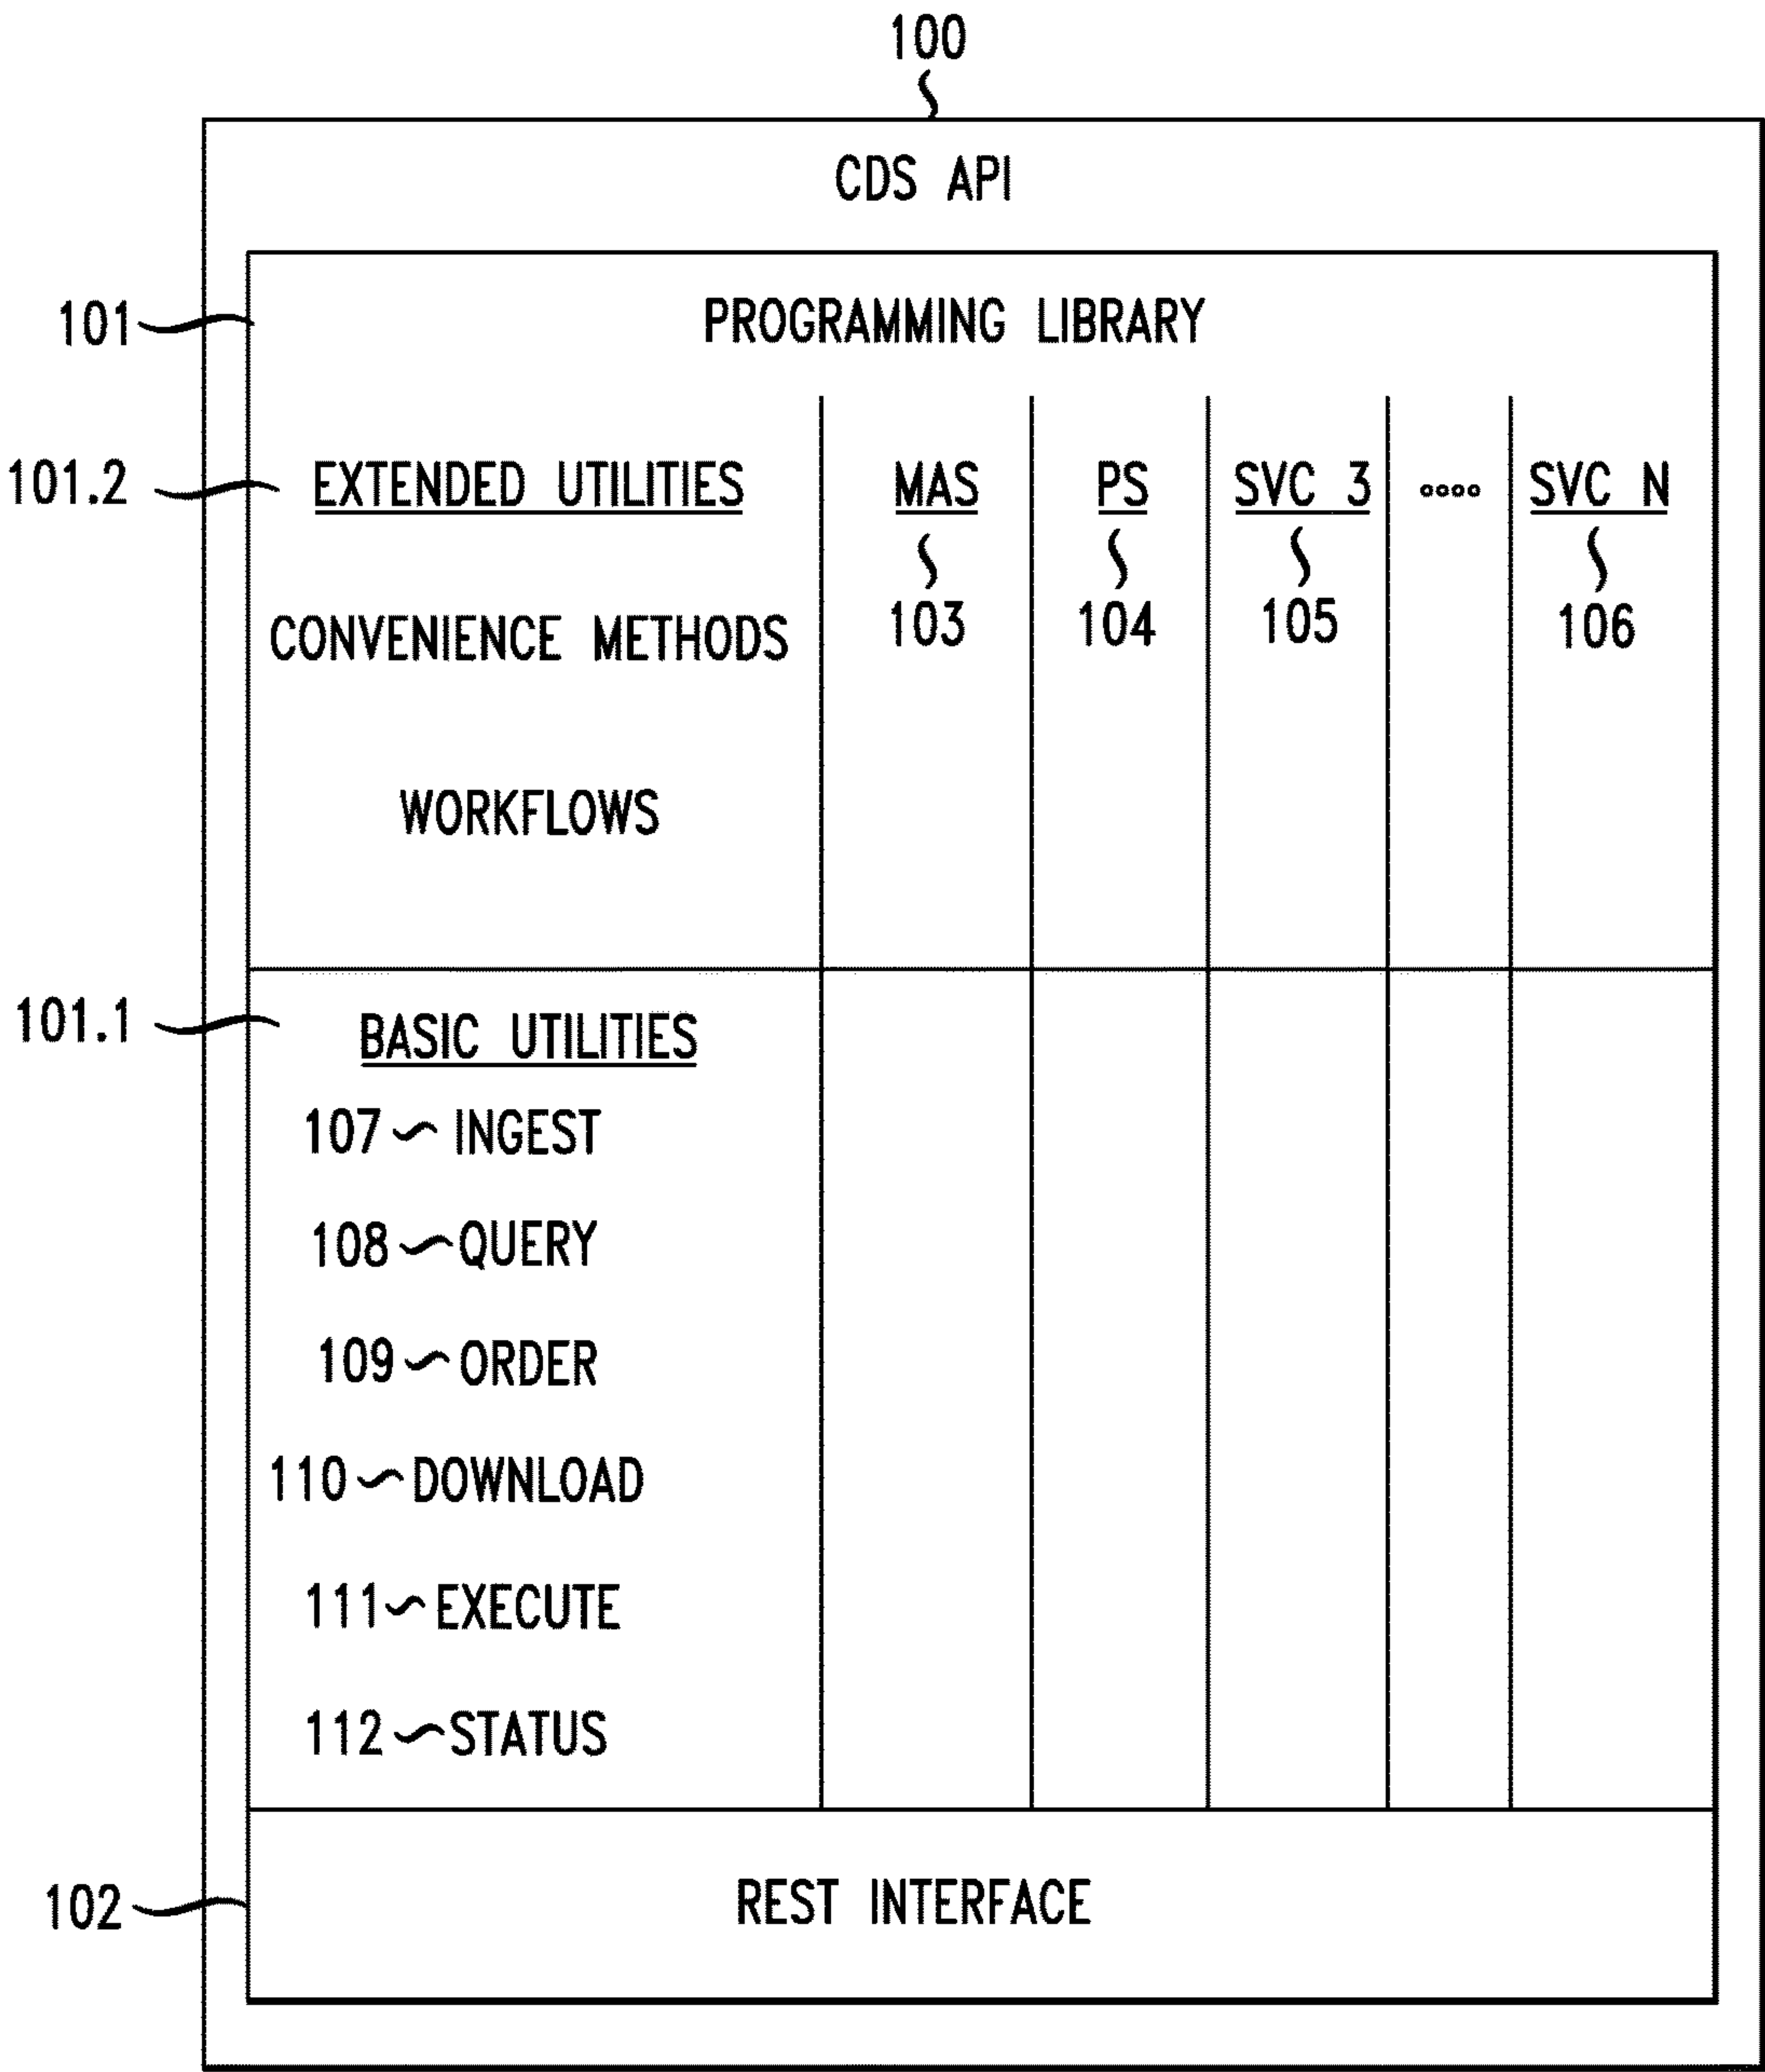 100
CDS API
101 PROGRAMMING LIBRARY
101.2 EXTENDED UTILITIES MAS PS SVC 3 .... SVC N
CONVENIENCE METHODS 103 104 105 106
WORKFLOWS
101.1 BASIC UTILITIES
107 INGEST
108 QUERY
109 ORDER
110 DOWNLOAD
111 EXECUTE
112 STATUS
102 REST INTERFACE